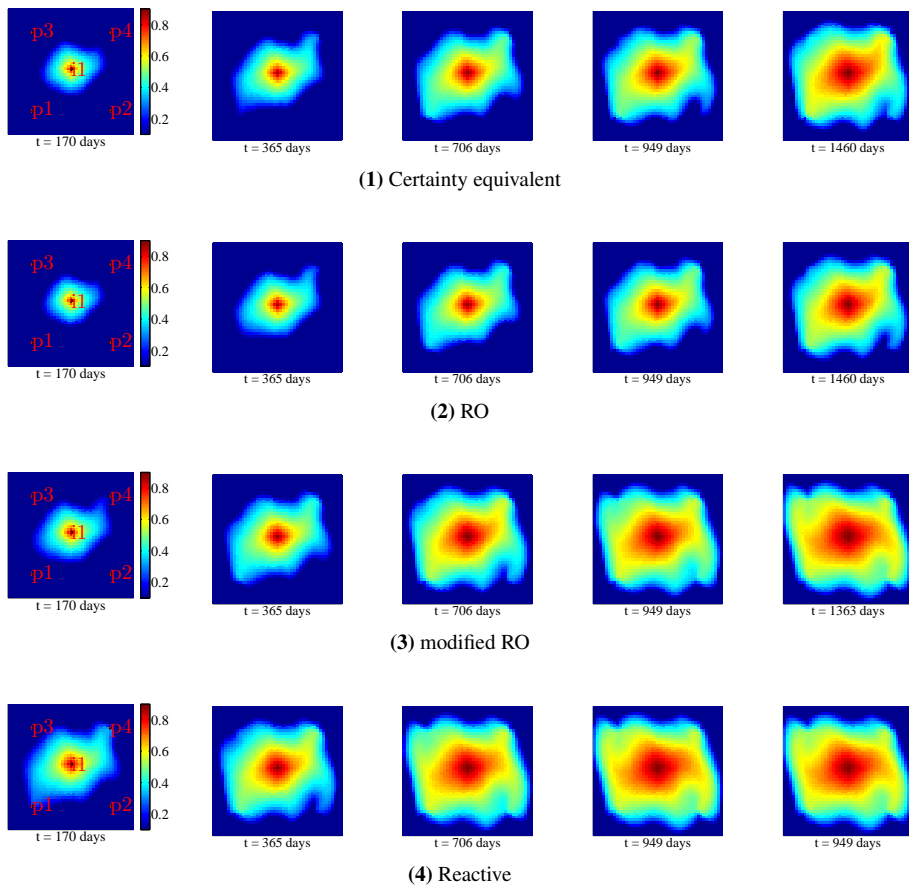 p3 p4
i1
p1 p2
0.8
0.6
0.4
0.2
t = 170 days t = 365 days t = 706 days t = 949 days t = 1460 days
(1) Certainty equivalent
p3 p4
i1
p1 p2
0.8
0.6
0.4
0.2
t = 170 days t = 365 days t = 706 days t = 949 days t = 1460 days
(2) RO
p3 p4
i1
p1 p2
0.8
0.6
0.4
0.2
t = 170 days t = 365 days t = 706 days t = 949 days t = 1363 days
(3) modified RO
p3 p4
i1
p1 p2
0.8
0.6
0.4
0.2
t = 170 days t = 365 days t = 706 days t = 949 days t = 949 days
(4) Reactive